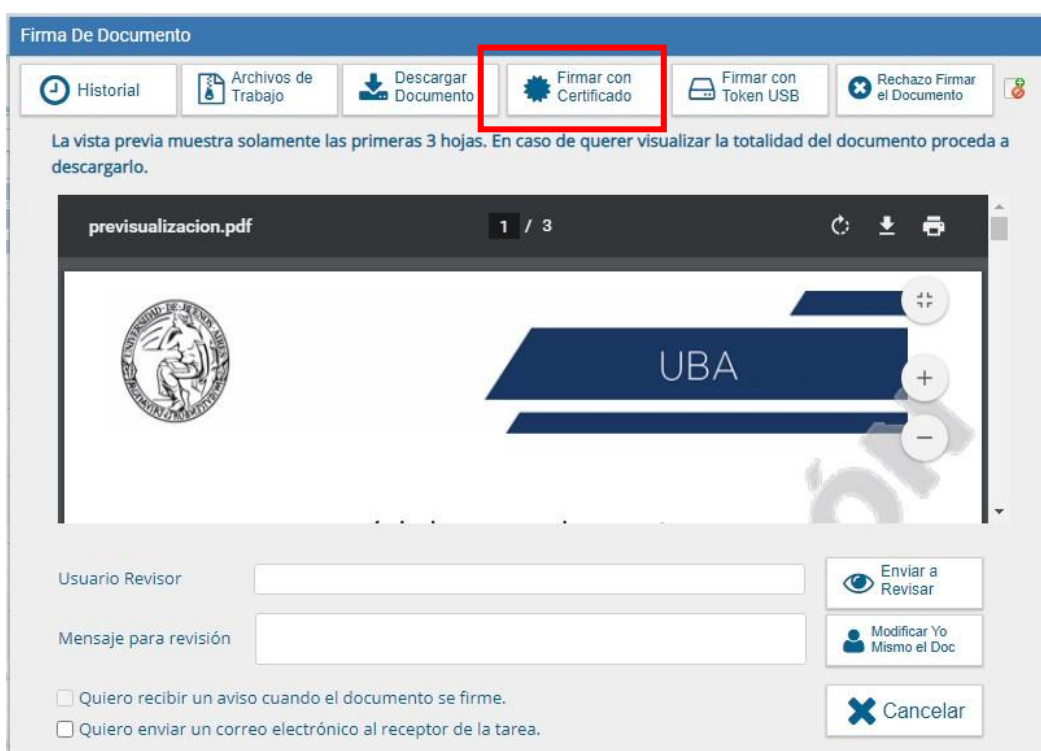 Firma De Documento
Historial
Archivos de
Trabajo
Descargar
Documento
Firmar con
Certificado
Firmar con
Token USB
Rechazo Firmar
el Documento
La vista previa muestra solamente las primeras 3 hojas. En caso de querer visualizar la totalidad del documento proceda a
descargarlo.
previsualizacion.pdf
1 / 3
UNIVERSIDAD DE BUENOS AIRES
UBA
Usuario Revisor
Enviar a
Revisar
Mensaje para revisión
Modificar Yo
Mismo el Doc
Quiero recibir un aviso cuando el documento se firme.
Quiero enviar un correo electrónico al receptor de la tarea.
Cancelar